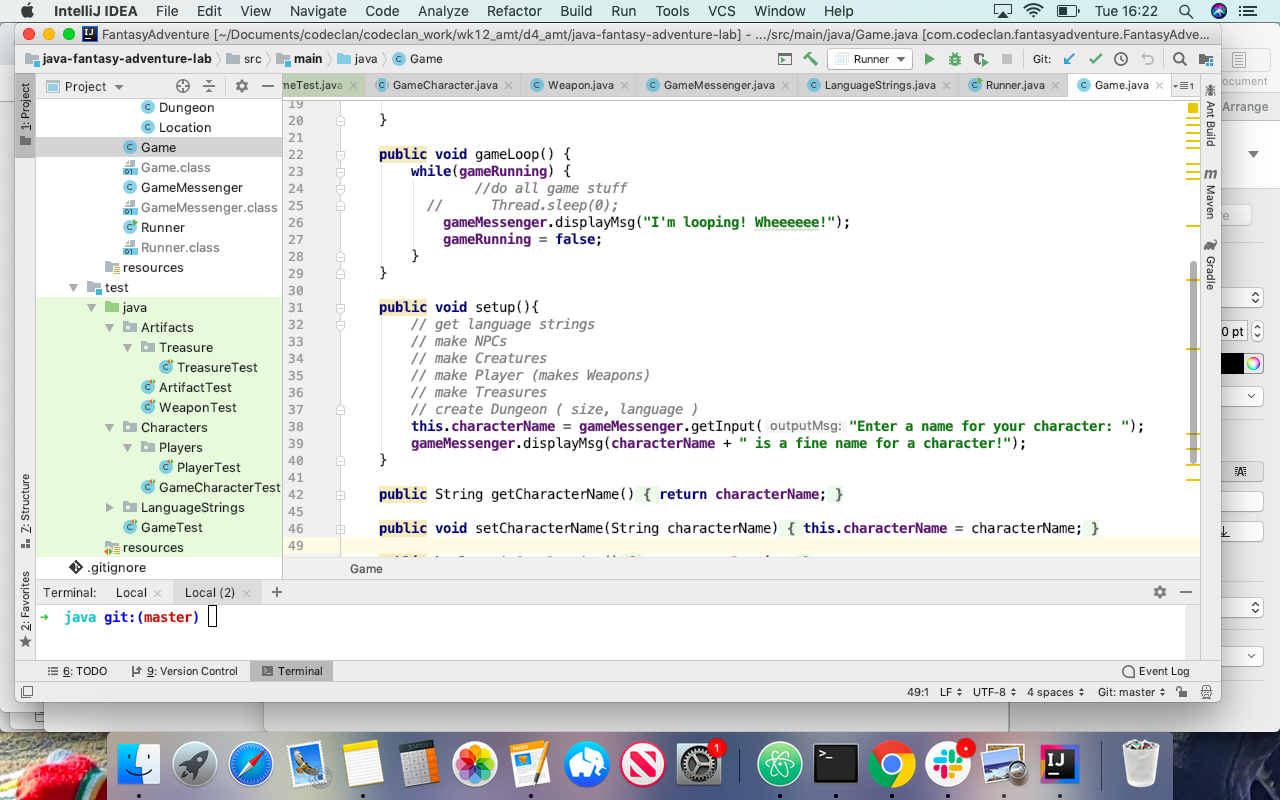 IntelliJ IDEA File Edit View Navigate Code Analyze Refactor Build Run Tools VCS Window Help Tue 16:22
FantasyAdventure [~/Documents/codeclan/codeclan_work/wk12_amt/d4_amt/java-fantasy-adventure-lab] - .../src/main/java/Game.java [com.codeclan.fantasyadventure.FantasyAdve...
java-fantasy-adventure-lab src main java Game Runner Git:
Project
meTest.java GameCharacter.java Weapon.java GameMessenger.java LanguageStrings.java Runner.java Game.java
1: Project
7: Structure
2: Favorites
Dungeon
Location
Game
Game.class
GameMessenger
GameMessenger.class
Runner
Runner.class
resources
test
java
Artifacts
Treasure
TreasureTest
ArtifactTest
WeaponTest
Characters
Players
PlayerTest
GameCharacterTest
LanguageStrings
GameTest
resources
.gitignore
19
20 }
21
22 public void gameLoop() {
23 while(gameRunning) {
24 //do all game stuff
25 // Thread.sleep(0);
26 gameMessenger.displayMsg("I'm looping! Wheeeeee!");
27 gameRunning = false;
28 }
29 }
30
31 public void setup(){
32 // get language strings
33 // make NPCs
34 // make Creatures
35 // make Player (makes Weapons)
36 // make Treasures
37 // create Dungeon ( size, language )
38 this.characterName = gameMessenger.getInput( outputMsg: "Enter a name for your character: ");
39 gameMessenger.displayMsg(characterName + " is a fine name for a character!");
40 }
41
42 public String getCharacterName() { return characterName; }
45
46 public void setCharacterName(String characterName) { this.characterName = characterName; }
49
Game
Ant Build
Maven
Gradle
ocument
Arrange
0 pt
Terminal: Local Local (2)
→ java git:(master)
6: TODO 9: Version Control Terminal Event Log
49:1 LF UTF-8 4 spaces Git: master
PAGES
1
>_
IJ